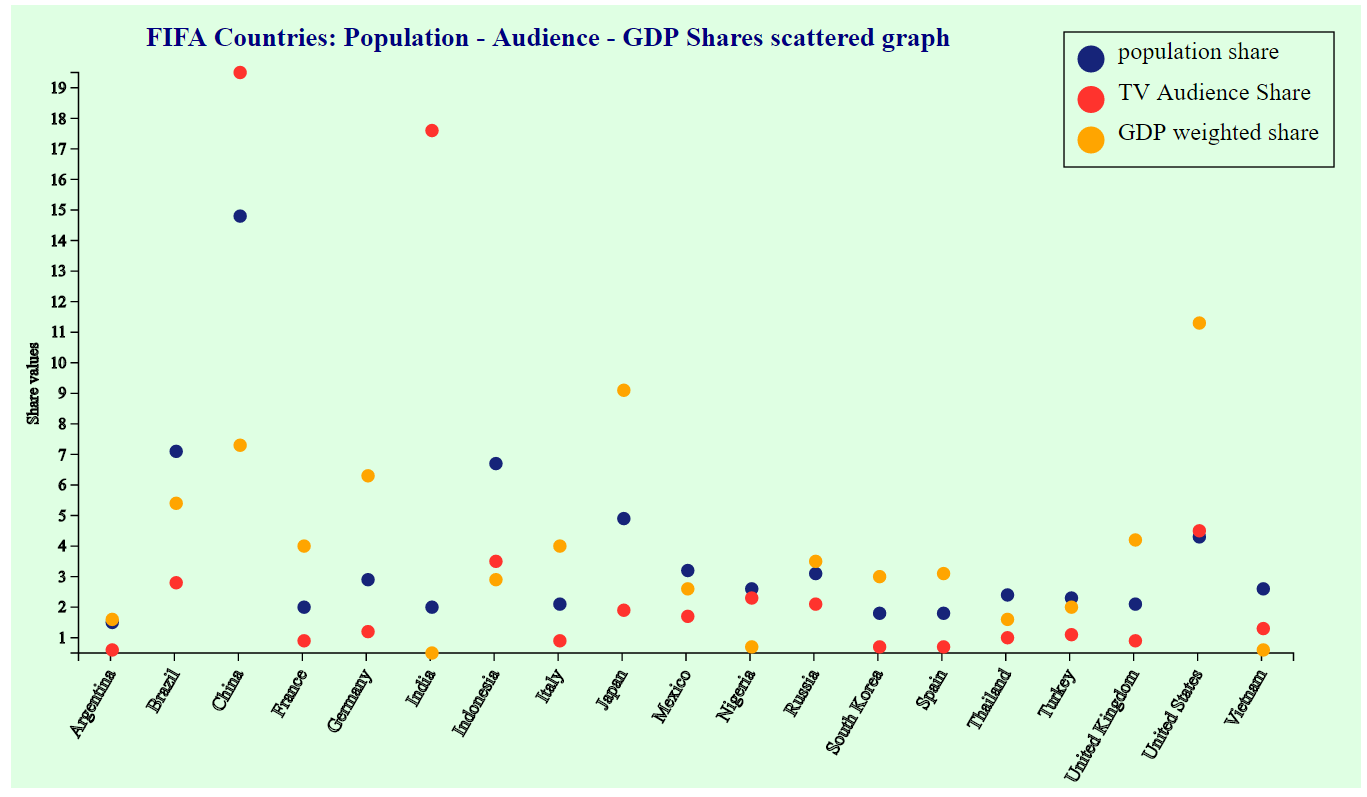 FIFA Countries: Population - Audience - GDP Shares scattered graph
population share
TV Audience Share
GDP weighted share
Share values
19
18
17
16
15
14
13
12
11
10
9
8
7
6
5
4
3
2
1
Argentina
Brazil
China
France
Germany
India
Indonesia
Italy
Japan
Mexico
Nigeria
Russia
South Korea
Spain
Thailand
Turkey
United Kingdom
United States
Vietnam